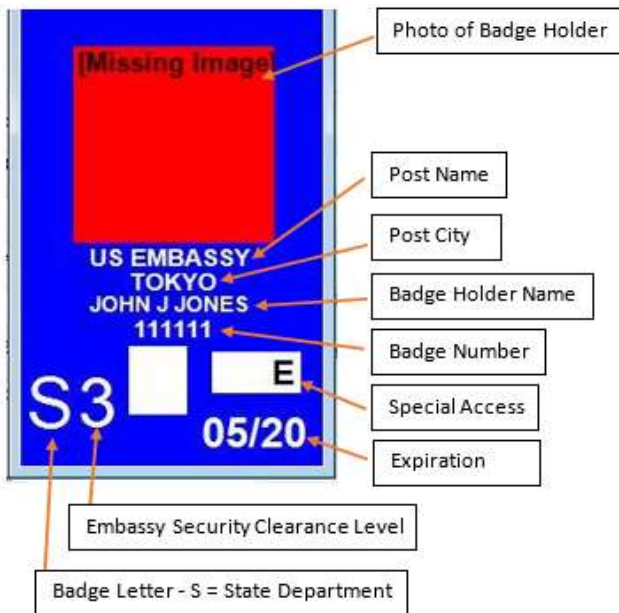 Photo of Badge Holder
[Missing Image]
Post Name
Post City
US EMBASSY
TOKYO
JOHN J JONES
111111
Badge Holder Name
Badge Number
E
S3
05/20
Special Access
Expiration
Embassy Security Clearance Level
Badge Letter - S = State Department